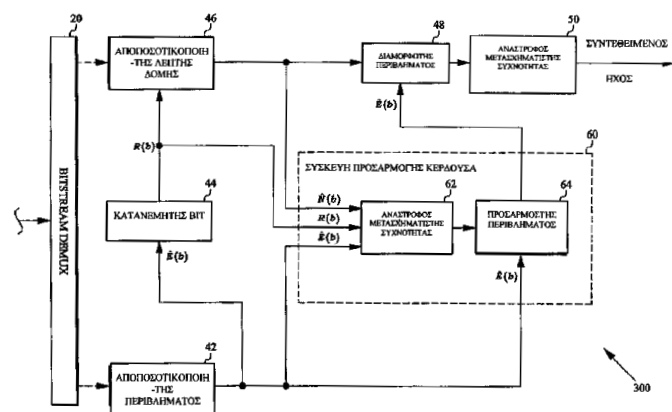 20
46
48
50
ΑΠΟΠΟΣΟΤΙΚΟΠΟΙΗ
-ΤΗΣ ΛΕΠΤΗΣ
ΔΟΜΗΣ
ΔΙΑΜΟΡΦΩΤΗΣ
ΠΕΡΙΒΛΗΜΑΤΟΣ
ΑΝΑΣΤΡΟΦΟΣ
ΜΕΤΑΣΧΗΜΑΤΙΣΤΗΣ
ΣΥΧΝΟΤΗΤΑΣ
ΣΥΝΤΕΘΕΙΜΕΝΟΣ
ΗΧΟΣ
Ê(b)
60
R(b)
ΣΥΣΚΕΥΗ ΠΡΟΣΑΡΜΟΓΗΣ ΚΕΡΔΟΥΣΑ
BITSTREAM DEMUX
44
ΚΑΤΑΝΕΜΗΤΗΣ BIT
N̂(b)
R(b)
Ê(b)
62
ΑΝΑΣΤΡΟΦΟΣ
ΜΕΤΑΣΧΗΜΑΤΙΣΤΗΣ
ΣΥΧΝΟΤΗΤΑΣ
64
ΠΡΟΣΑΡΜΟΣΤΗΣ
ΠΕΡΙΒΛΗΜΑΤΟΣ
Ê(b)
Ê(b)
42
ΑΠΟΠΟΣΟΤΙΚΟΠΟΙΗ
-ΤΗΣ
ΠΕΡΙΒΛΗΜΑΤΟΣ
300